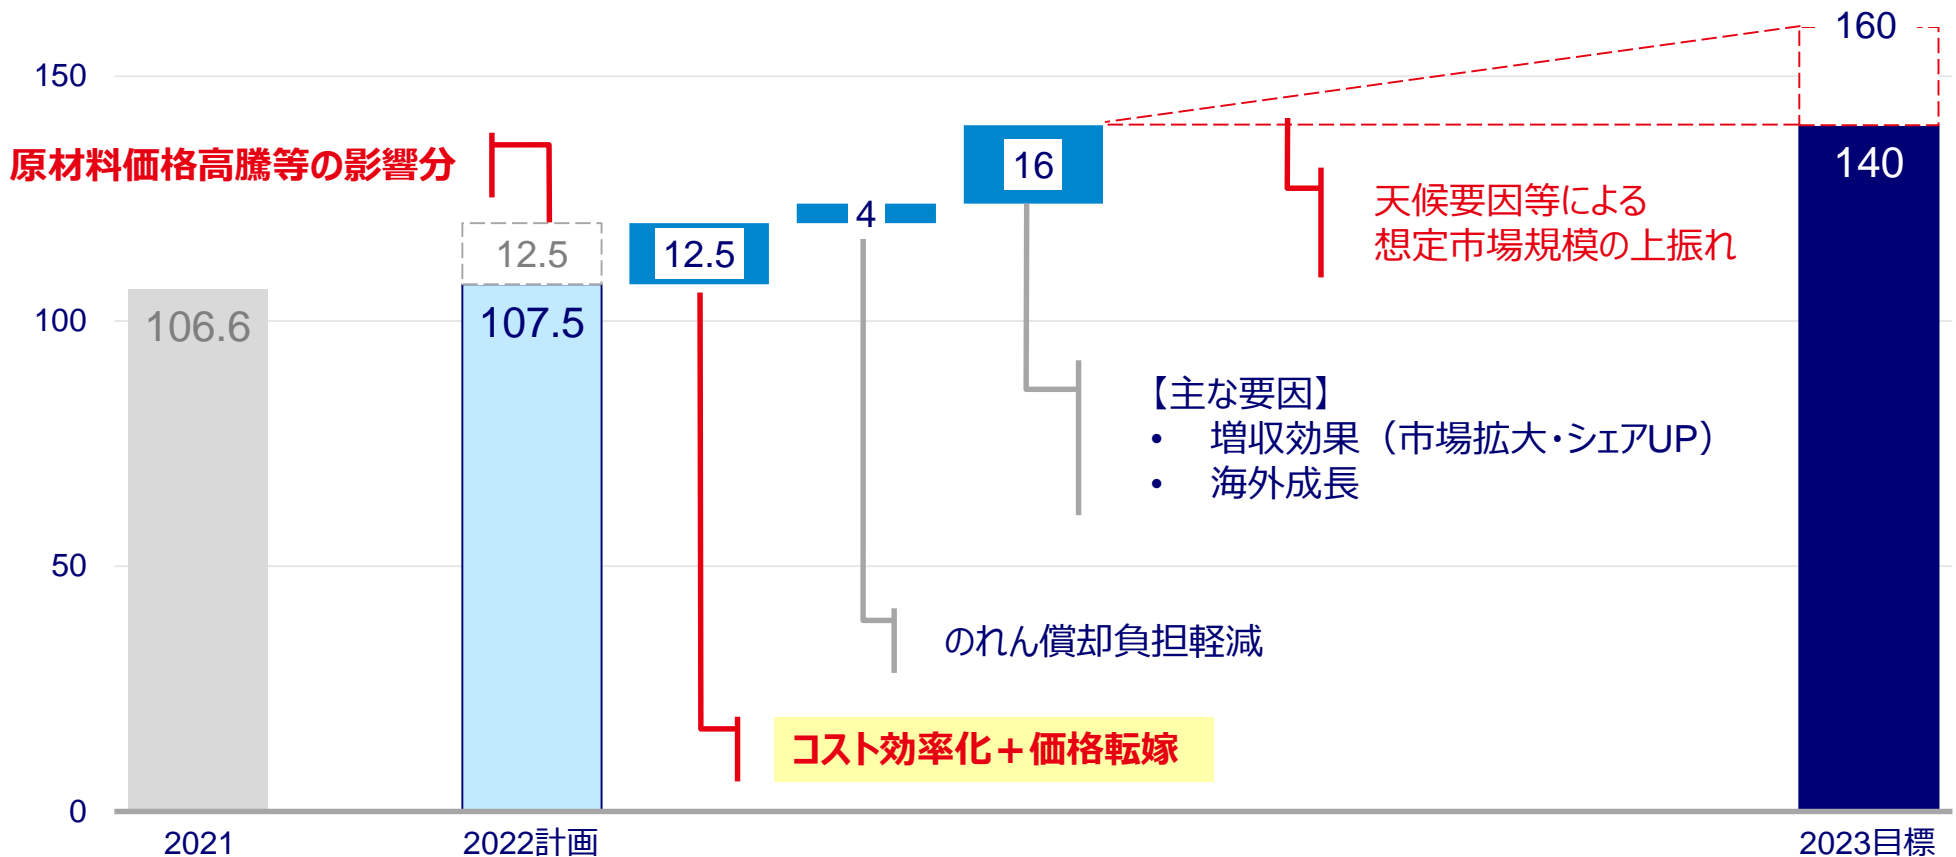 160
150
原材料価格高騰等の影響分
16
140
天候要因等による
想定市場規模の上振れ
4
12.5
12.5
100
106.6
107.5
【主な要因】
• 増収効果（市場拡大・シェアUP）
• 海外成長
50
のれん償却負担軽減
コスト効率化＋価格転嫁
0
2021
2022計画
2023目標